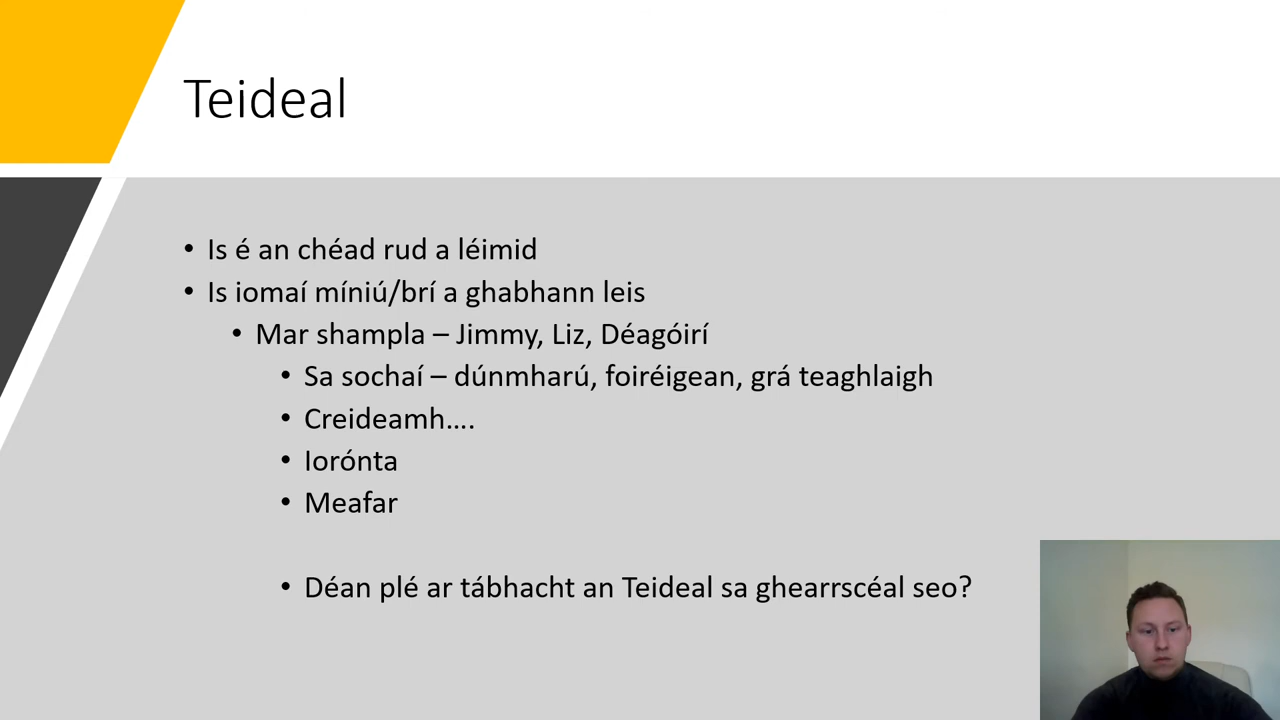 Teideal
• Is é an chéad rud a léimid
• Is iomaí míniú/brí a ghabhann leis
• Mar shampla – Jimmy, Liz, Déagóirí
• Sa sochaí – dúnmharú, foiréigean, grá teaghlaigh
• Creideamh....
• Iorónta
• Meafar
• Déan plé ar tábhacht an Teideal sa ghearrscéal seo?